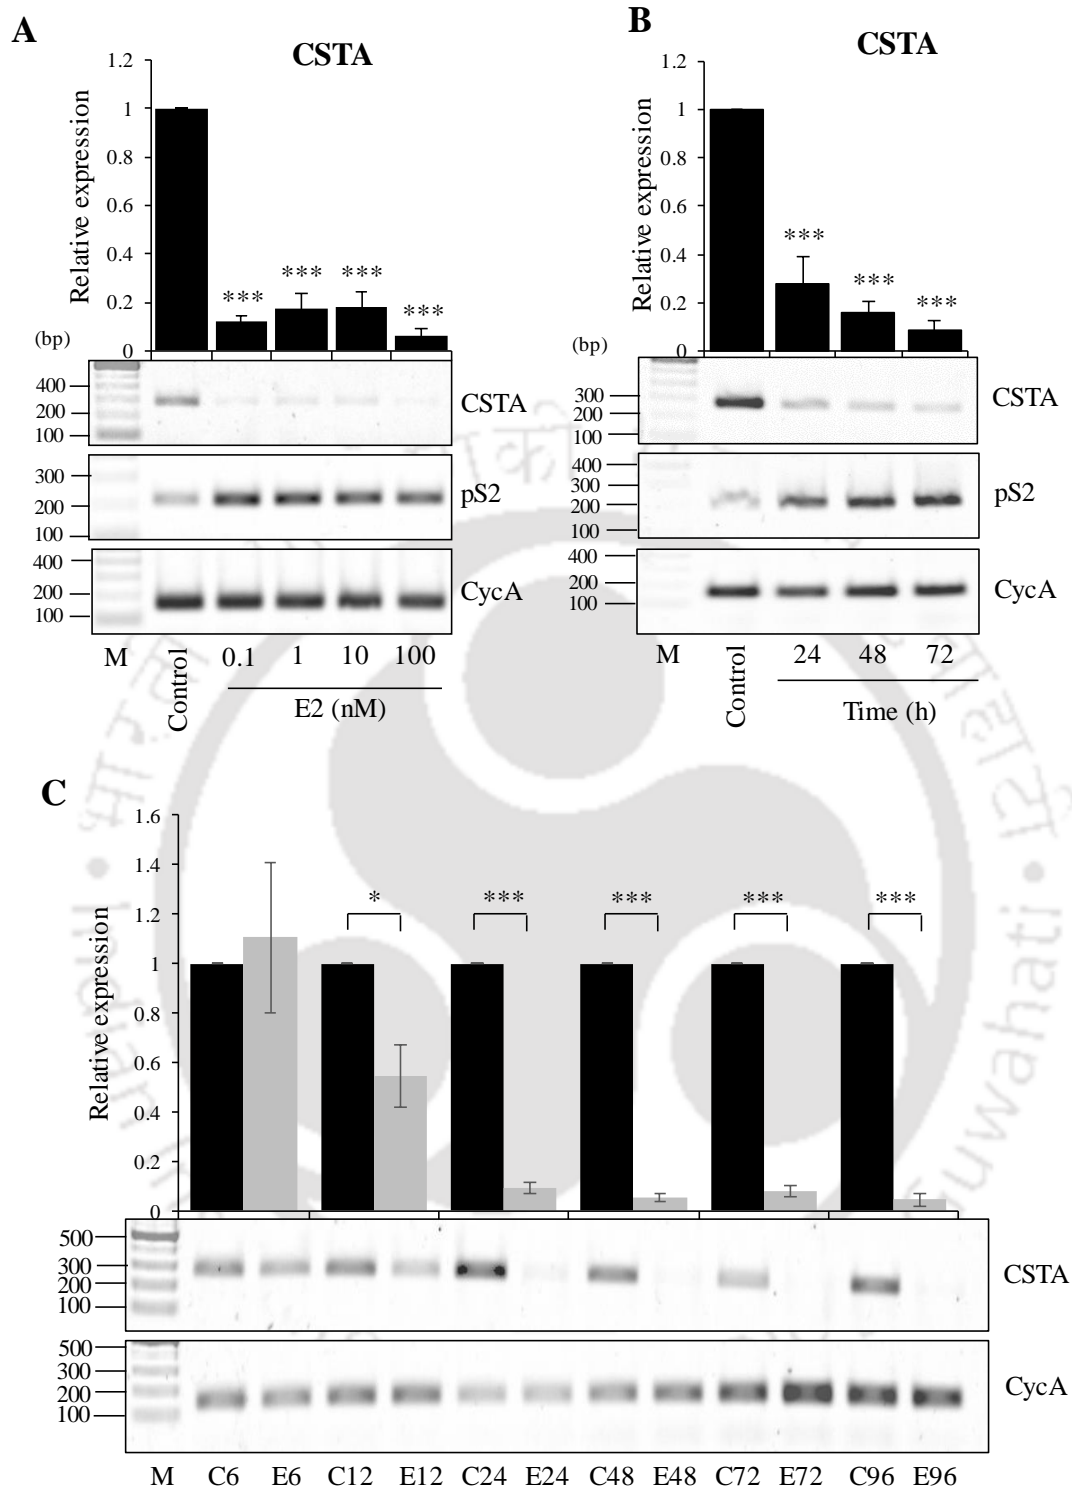 A
CSTA
Relative expression
1.2
1
0.8
0.6
0.4
0.2
0
***
***
***
***
(bp)
400
200
100
CSTA
300
200
100
pS2
400
200
100
CycA
M
Control
0.1
1
10
100
E2 (nM)
B
CSTA
Relative expression
1.2
1
0.8
0.6
0.4
0.2
0
***
***
***
(bp)
300
200
100
CSTA
400
300
200
100
pS2
400
200
100
CycA
M
Control
24
48
72
Time (h)
C
Relative expression
1.6
1.4
1.2
1
0.8
0.6
0.4
0.2
0
*
***
***
***
***
500
300
200
100
CSTA
500
300
200
100
CycA
M C6 E6 C12 E12 C24 E24 C48 E48 C72 E72 C96 E96